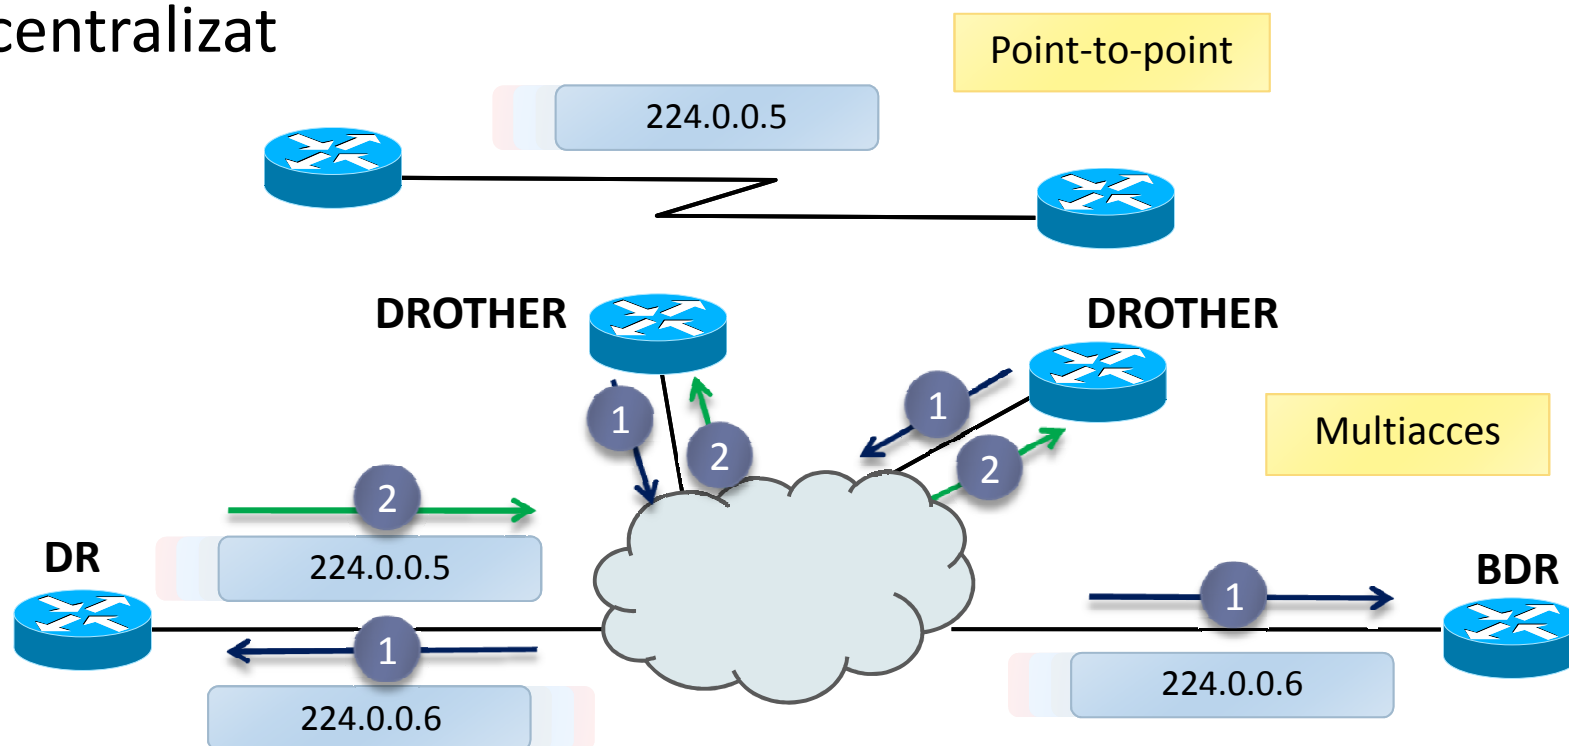 centralizat
Point-to-point
224.0.0.5
DROTHER
DROTHER
1
1
2
2
Multiacces
2
224.0.0.5
DR
1
BDR
1
224.0.0.6
224.0.0.6